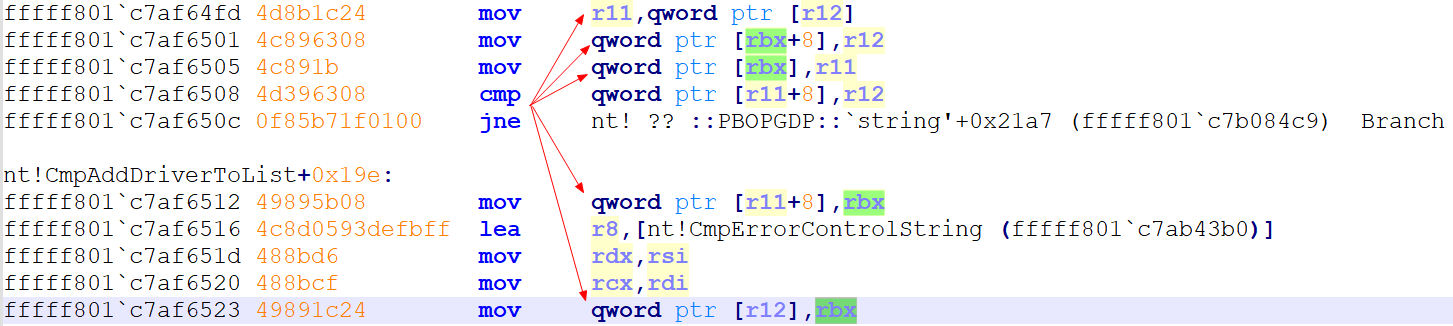 fffff801`c7af64fd 4d8b1c24 mov r11,qword ptr [r12]
fffff801`c7af6501 4c896308 mov qword ptr [rbx+8],r12
fffff801`c7af6505 4c891b mov qword ptr [rbx],r11
fffff801`c7af6508 4d396308 cmp qword ptr [r11+8],r12
fffff801`c7af650c 0f85b71f0100 jne nt! ?? ::PBOPGDP::`string'+0x21a7 (fffff801`c7b084c9) Branch
nt!CmpAddDriverToList+0x19e:
fffff801`c7af6512 49895b08 mov qword ptr [r11+8],rbx
fffff801`c7af6516 4c8d0593defbff lea r8,[nt!CmpErrorControlString (fffff801`c7ab43b0)]
fffff801`c7af651d 488bd6 mov rdx,rsi
fffff801`c7af6520 488bcf mov rcx,rdi
fffff801`c7af6523 49891c24 mov qword ptr [r12],rbx